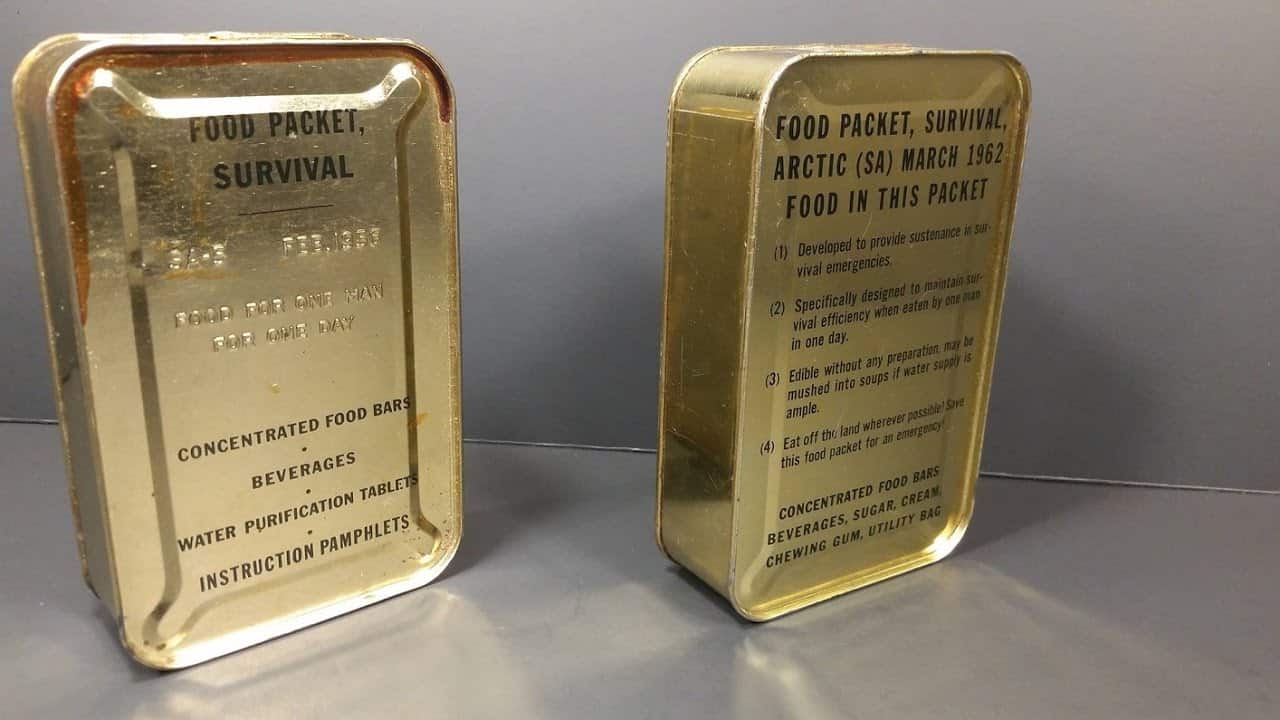 FOOD PACKET,
SURVIVAL
FOOD FOR ONE MAN
FOR ONE DAY
CONCENTRATED FOOD BARS
•
BEVERAGES
•
WATER PURIFICATION TABLETS
•
INSTRUCTION PAMPHLETS
FOOD PACKET, SURVIVAL,
ARCTIC (SA) MARCH 1962
FOOD IN THIS PACKET
(1) Developed to provide sustenance in sur-
vival emergencies.
(2) Specifically designed to maintain sur-
vival efficiency when eaten by one man
in one day.
(3) Edible without any preparation, may be
mushed into soups if water supply is
ample.
(4) Eat off the land wherever possible! Save
this food packet for an emergency!
CONCENTRATED FOOD BARS
BEVERAGES, SUGAR, CREAM,
CHEWING GUM, UTILITY BAG